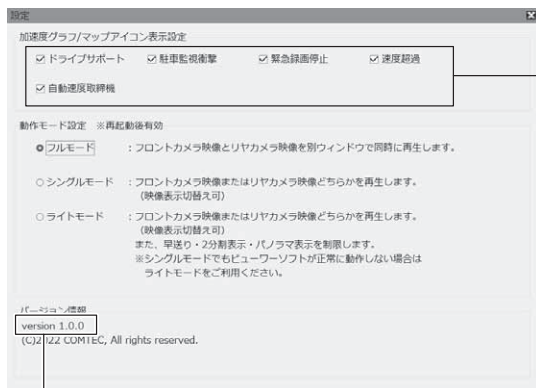 設定
加速度グラフ/マップアイコン表示設定
ドライブサポート 駐車監視衝撃 緊急録画停止 速度超過
自動速度取締機
動作モード設定 ※再起動後有効
フルモード ：フロントカメラ映像とリヤカメラ映像を別ウィンドウで同時に再生します。
シングルモード ：フロントカメラ映像またはリヤカメラ映像どちらかを再生します。
(映像表示切替え可)
ライトモード ：フロントカメラ映像またはリヤカメラ映像どちらかを再生します。
(映像表示切替え可)
また、早送り・2分割表示・パノラマ表示を制限します。
※シングルモードでもビューワーソフトが正常に動作しない場合は
ライトモードをご利用ください。
バージョン情報
version 1.0.0
(C)2022 COMTEC, All rights reserved.